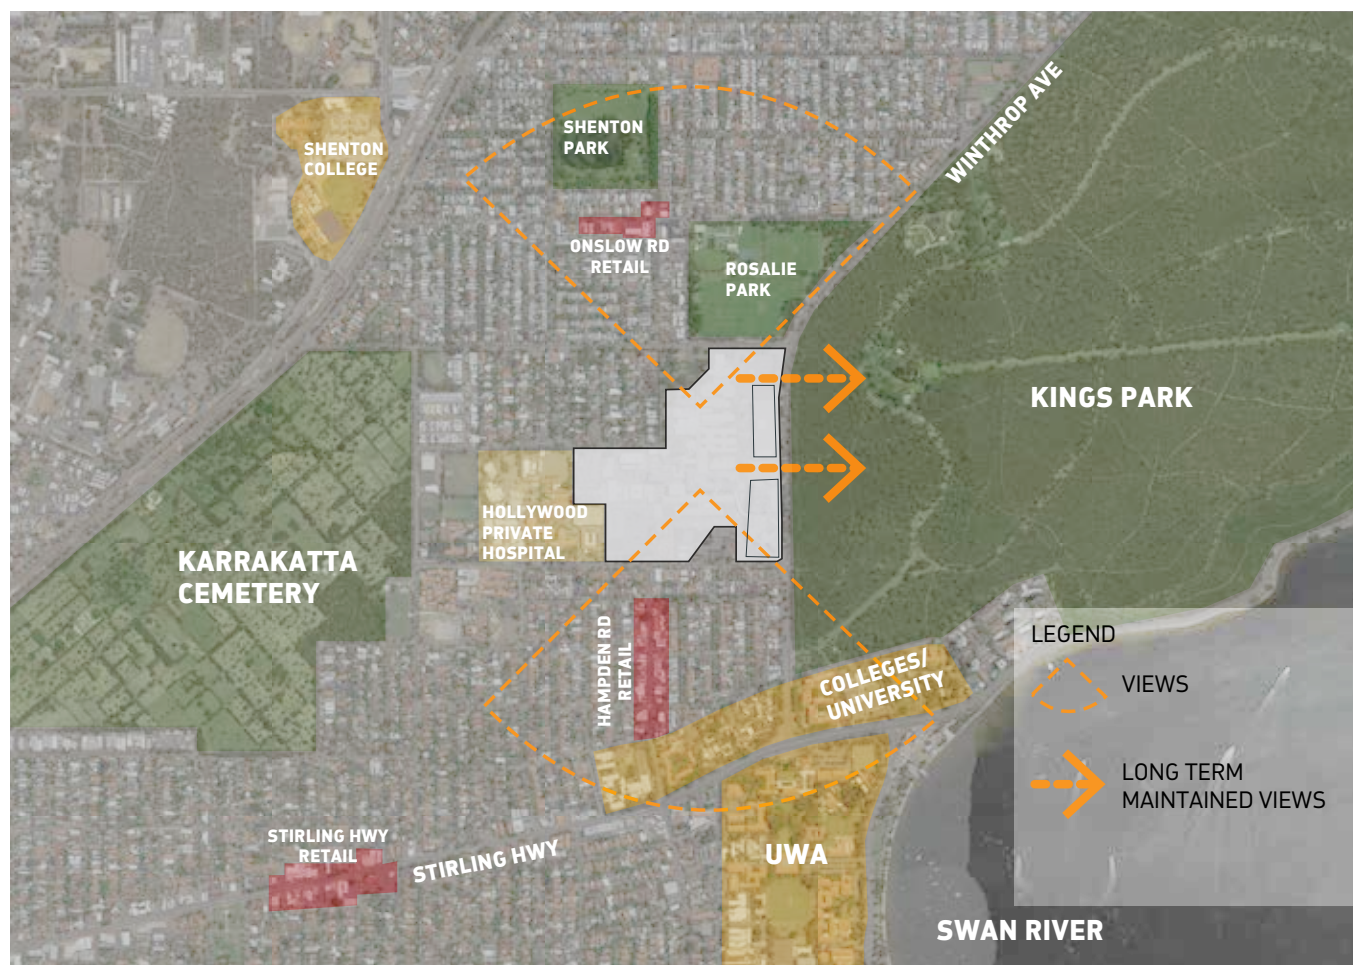 SHENTON
PARK
WINTHROP AVE
SHENTON
COLLEGE
ONSLOW RD
RETAIL
ROSALIE
PARK
KINGS PARK
HOLLYWOOD
PRIVATE
HOSPITAL
KARRAKATTA
CEMETERY
HAMPDEN RD
RETAIL
COLLEGES/
UNIVERSITY
LEGEND
VIEWS
LONG TERM
MAINTAINED VIEWS
STIRLING HWY
RETAIL
STIRLING HWY
UWA
SWAN RIVER